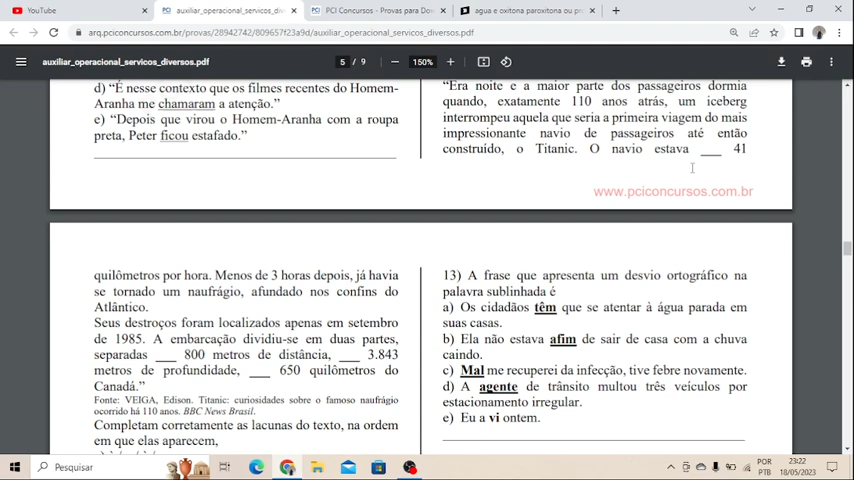 YouTube
auxiliar_operacional_servicos_dive
PCI Concursos - Provas para Dow
agua e oxitona paroxitona ou pr
arq.pciconcursos.com.br/provas/28942742/809657f23a9d/auxiliar_operacional_servicos_diversos.pdf
auxiliar_operacional_servicos_diversos.pdf
5 / 9
150%
d) “É nesse contexto que os filmes recentes do Homem-
Aranha me chamaram a atenção.”
e) “Depois que virou o Homem-Aranha com a roupa
preta, Peter ficou estafado.”
“Era noite e a maior parte dos passageiros dormia
quando, exatamente 110 anos atrás, um iceberg
interrompeu aquela que seria a primeira viagem do mais
impressionante navio de passageiros até então
construído, o Titanic. O navio estava ___ 41
www.pciconcursos.com.br
quilômetros por hora. Menos de 3 horas depois, já havia
se tornado um naufrágio, afundado nos confins do
Atlântico.
Seus destroços foram localizados apenas em setembro
de 1985. A embarcação dividiu-se em duas partes,
separadas ___ 800 metros de distância, ___ 3.843
metros de profundidade, ___ 650 quilômetros do
Canadá.”
Fonte: VEIGA, Edison. Titanic: curiosidades sobre o famoso naufrágio
ocorrido há 110 anos. BBC News Brasil.
Completam corretamente as lacunas do texto, na ordem
em que elas aparecem,
13) A frase que apresenta um desvio ortográfico na
palavra sublinhada é
a) Os cidadãos têm que se atentar à água parada em
suas casas.
b) Ela não estava afim de sair de casa com a chuva
caindo.
c) Mal me recuperei da infecção, tive febre novamente.
d) A agente de trânsito multou três veículos por
estacionamento irregular.
e) Eu a vi ontem.
Pesquisar
POR
PTB
23:22
18/05/2023